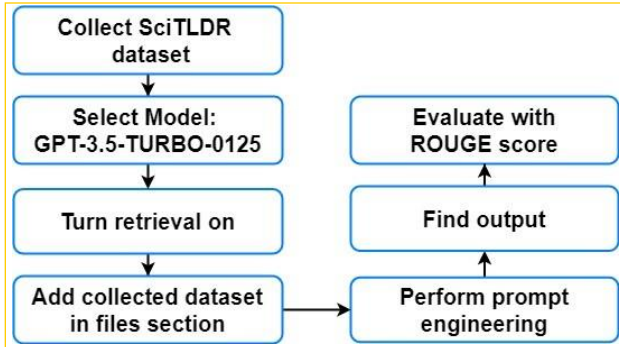 Collect SciTLDR
dataset
Select Model:
GPT-3.5-TURBO-0125
Turn retrieval on
Add collected dataset
in files section
Perform prompt
engineering
Find output
Evaluate with
ROUGE score